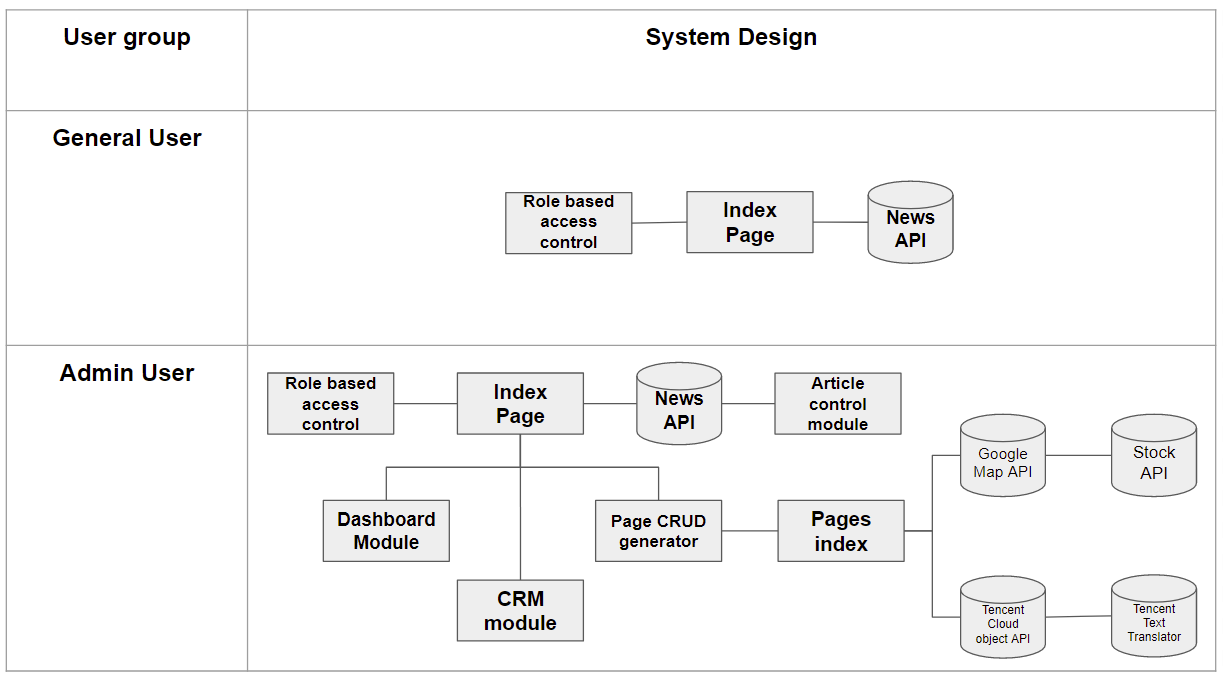 User group
System Design
General User
Role based
access
control
Index
Page
News
API
Admin User
Role based
access
control
Index
Page
News
API
Article
control
module
Google
Map API
Stock
API
Dashboard
Module
Page CRUD
generator
Pages
index
CRM
module
Tencent
Cloud
object API
Tencent
Text
Translator